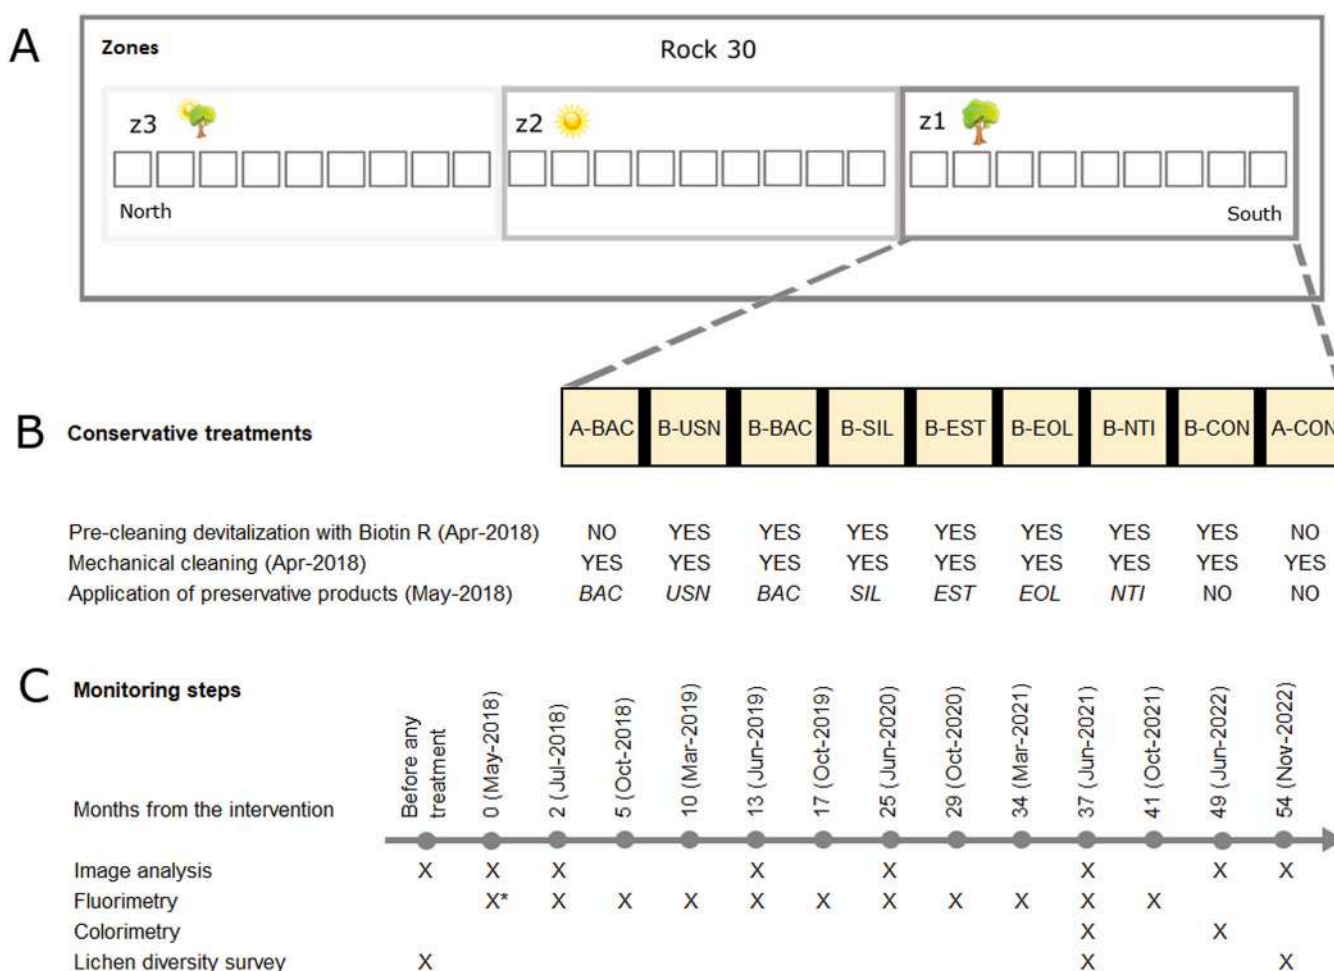 A
Zones
Rock 30
z3
z2
z1
North
South
B
Conservative treatments
A-BAC B-USN B-BAC B-SIL B-EST B-EOL B-NTI B-CON A-CON
Pre-cleaning devitalization with Biotin R (Apr-2018) NO YES YES YES YES YES YES YES NO
Mechanical cleaning (Apr-2018) YES YES YES YES YES YES YES YES YES
Application of preservative products (May-2018) BAC USN BAC SIL EST EOL NTI NO NO
C
Monitoring steps
Months from the intervention
Before any
treatment
0 (May-2018)
2 (Jul-2018)
5 (Oct-2018)
10 (Mar-2019)
13 (Jun-2019)
17 (Oct-2019)
25 (Jun-2020)
29 (Oct-2020)
34 (Mar-2021)
37 (Jun-2021)
41 (Oct-2021)
49 (Jun-2022)
54 (Nov-2022)
Image analysis X X X X X X X X
Fluorimetry X* X X X X X X X X X X
Colorimetry X X
Lichen diversity survey X X X